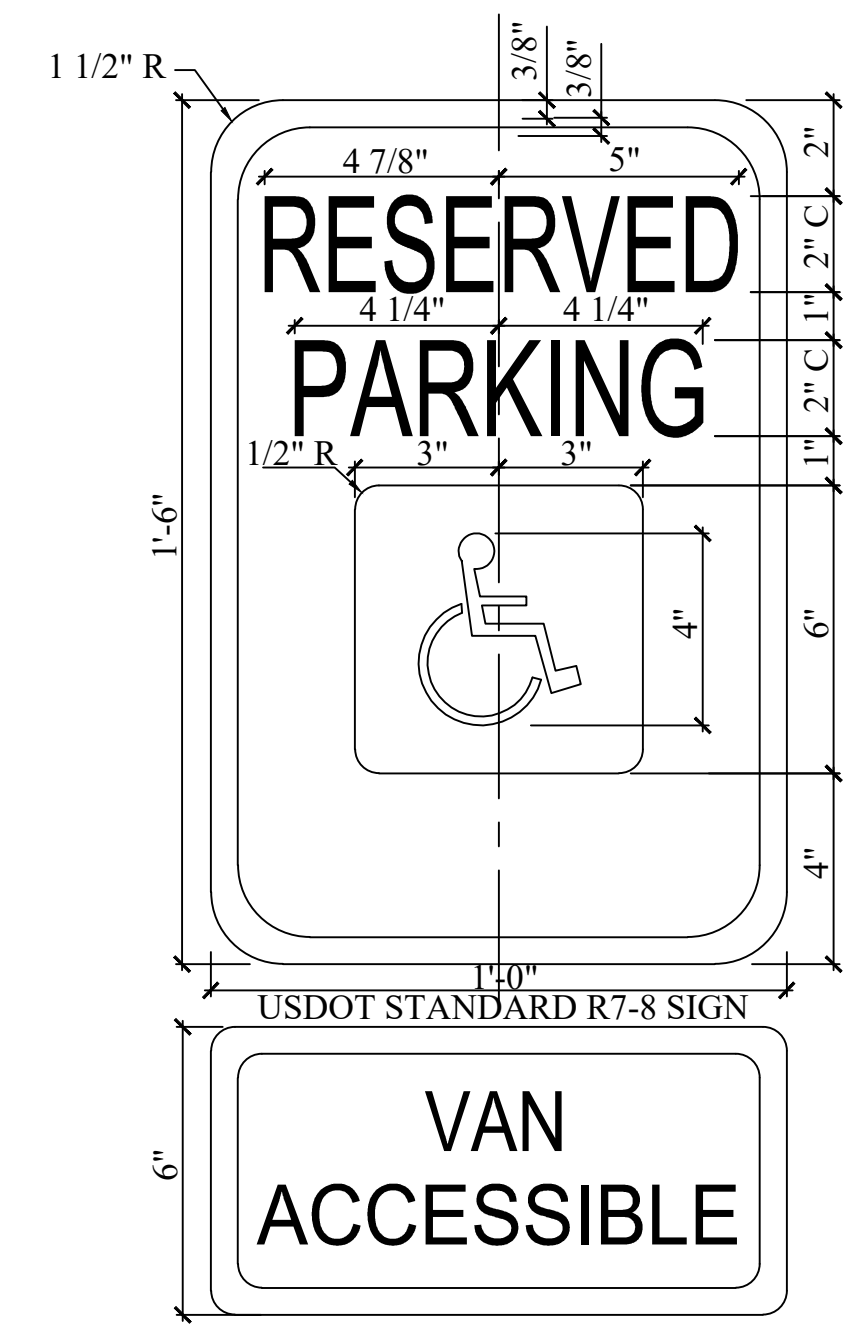 3/8"
3/8"
1 1/2" R
2"
4 7/8"
5"
RESERVED
2" C
4 1/4"
4 1/4"
1"
PARKING
2" C
1/2" R
3"
3"
1"
1'-6"
4"
6"
4"
1'-0"
USDOT STANDARD R7-8 SIGN
VAN
6"
ACCESSIBLE